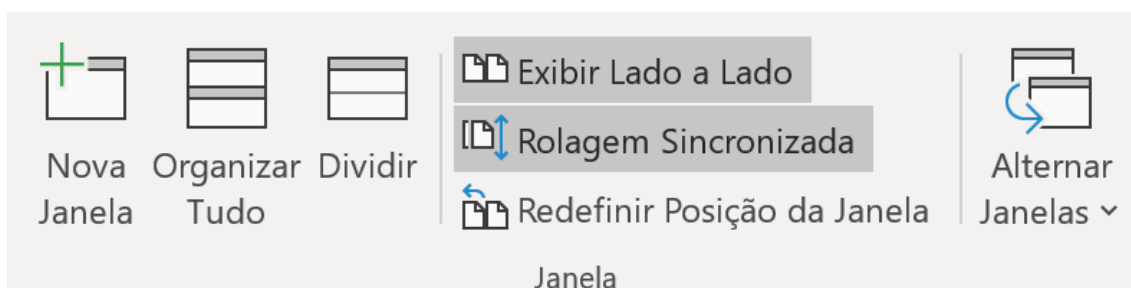 Nova
Janela
Organizar
Tudo
Dividir
Exibir Lado a Lado
Rolagem Sincronizada
Redefinir Posição da Janela
Alternar
Janelas
Janela